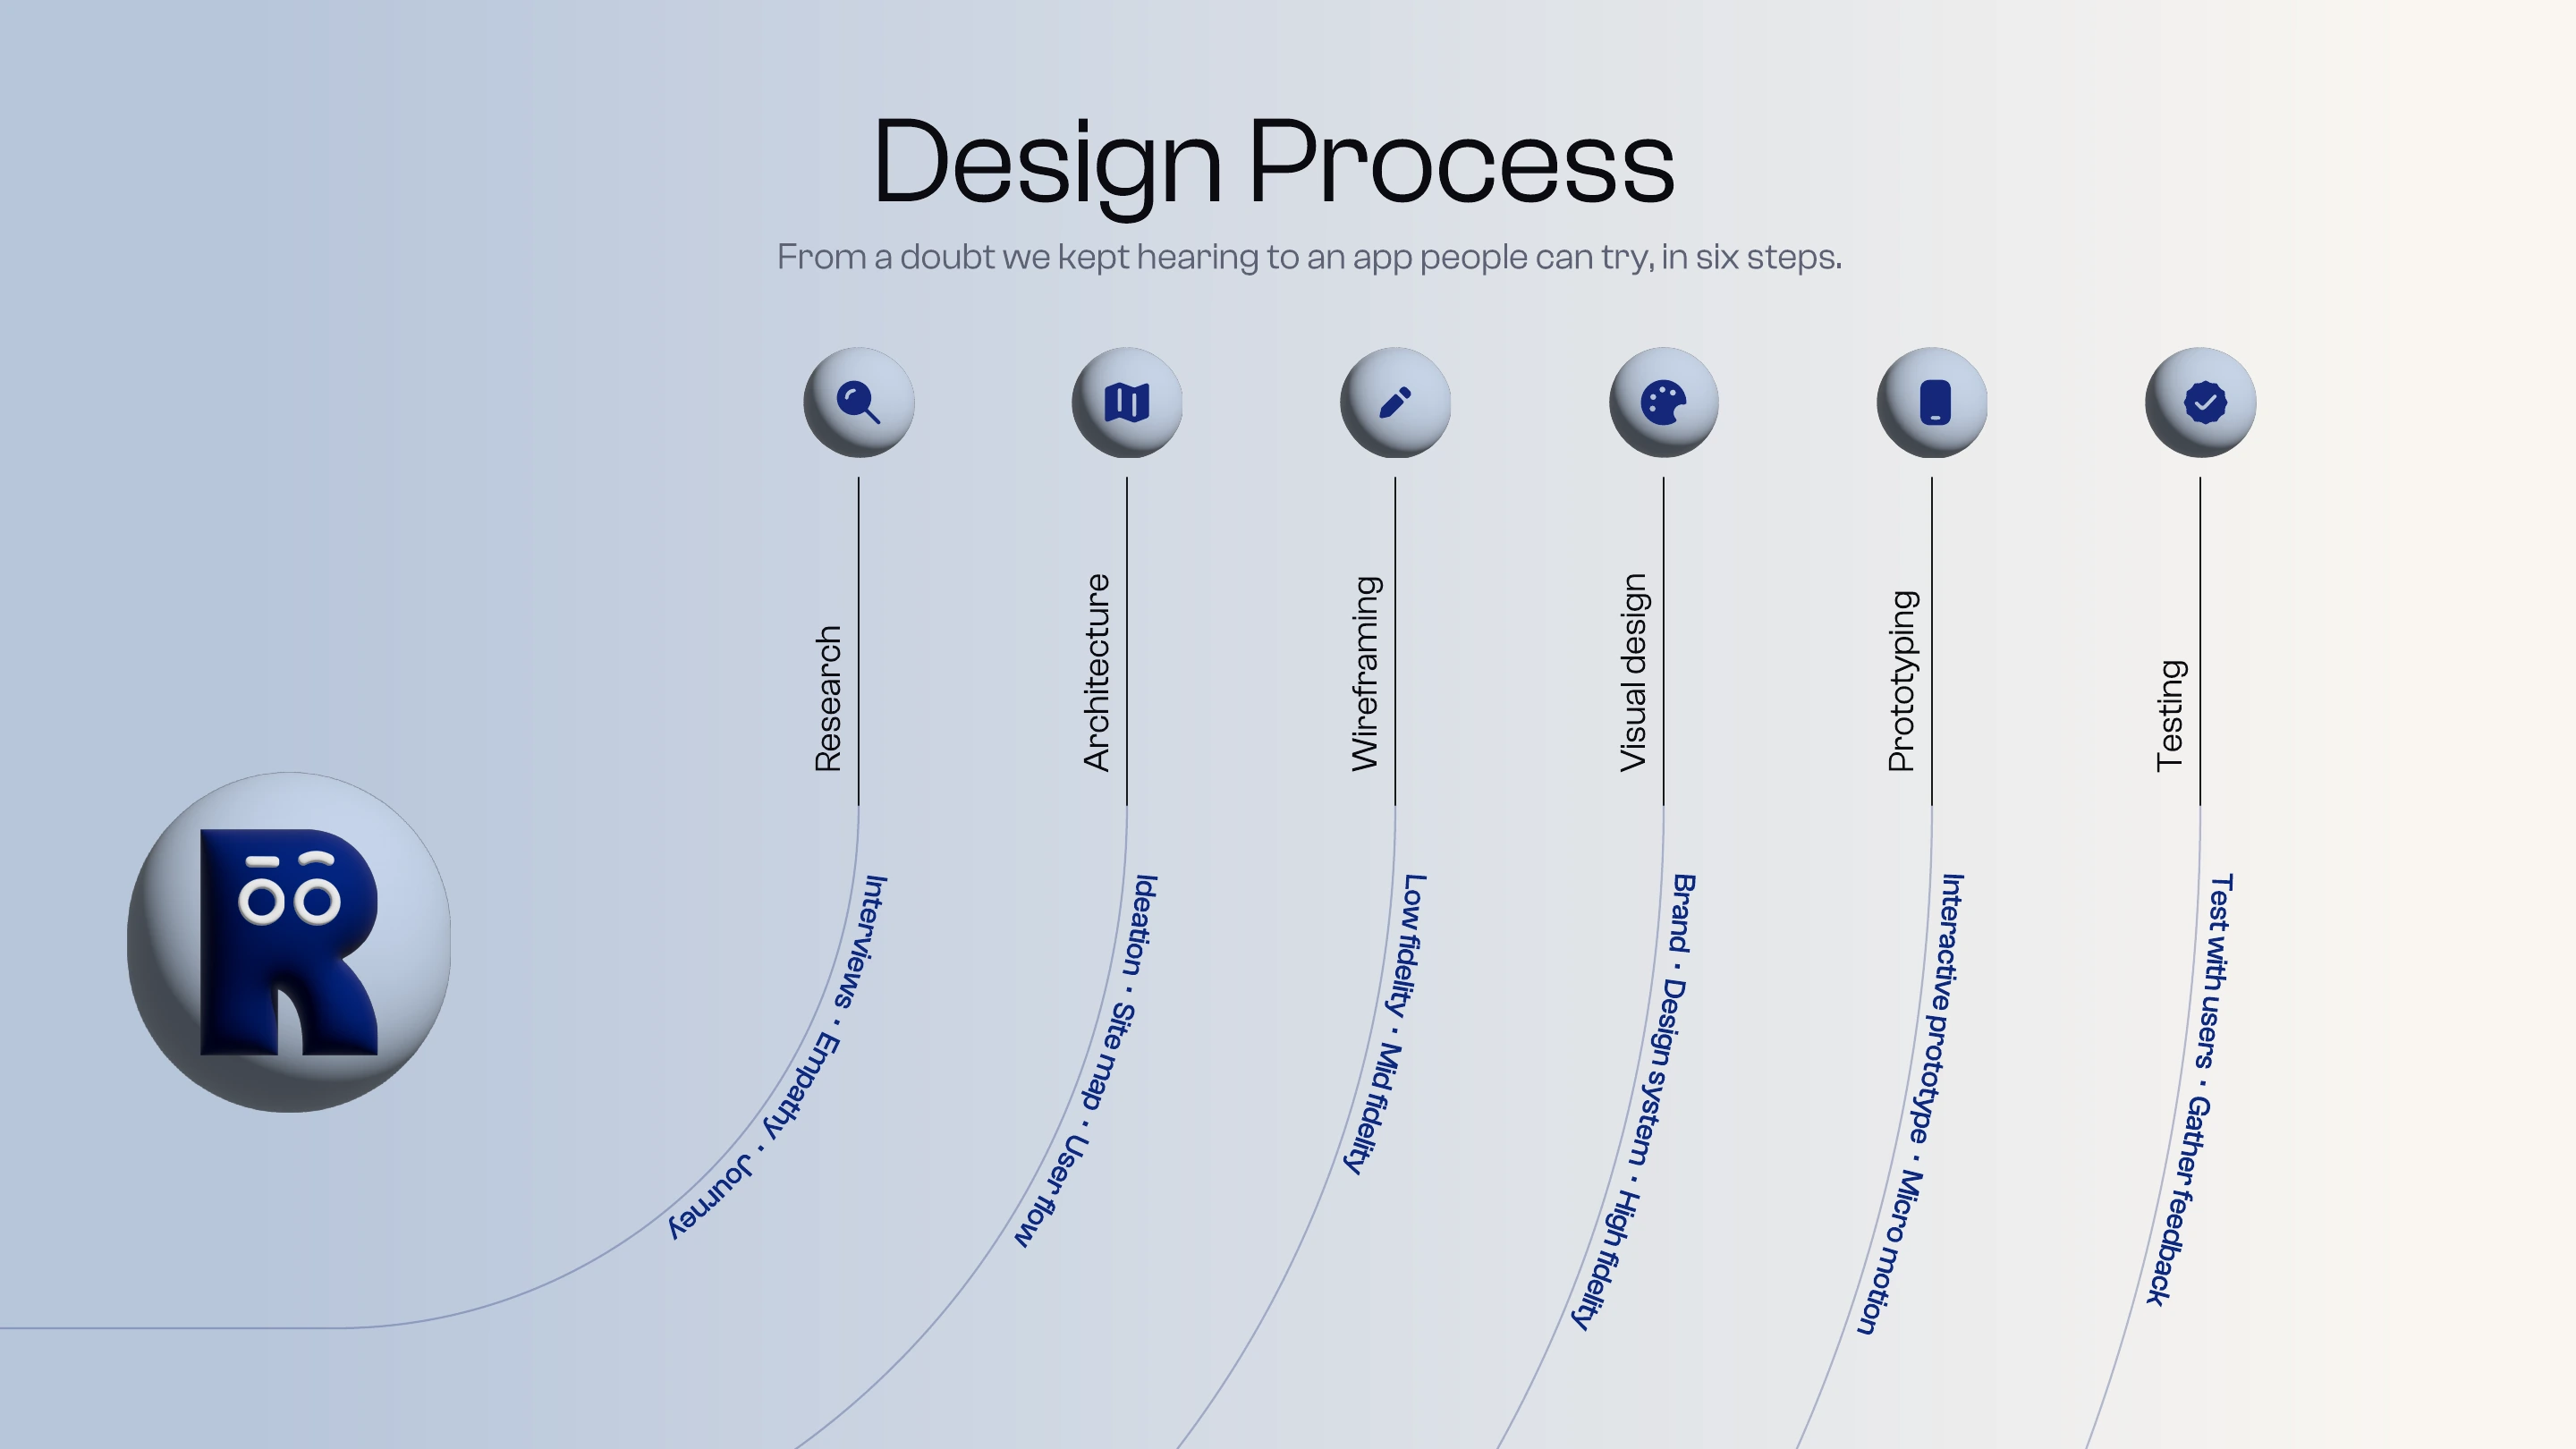 Design Process
From a doubt we kept hearing to an app people can try, in six steps.
Research
Architecture
Wireframing
Visual design
Prototyping
Testing
Interviews · Empathy · Journey
Ideation · Site map · User flow
Low fidelity · Mid fidelity
Brand · Design system · High fidelity
Interactive prototype · Micro motion
Test with users · Gather feedback
R